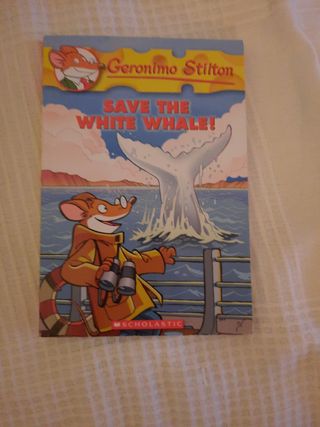 Geronimo Stilton
SAVE THE
WHITE WHALE!
SCHOLASTIC